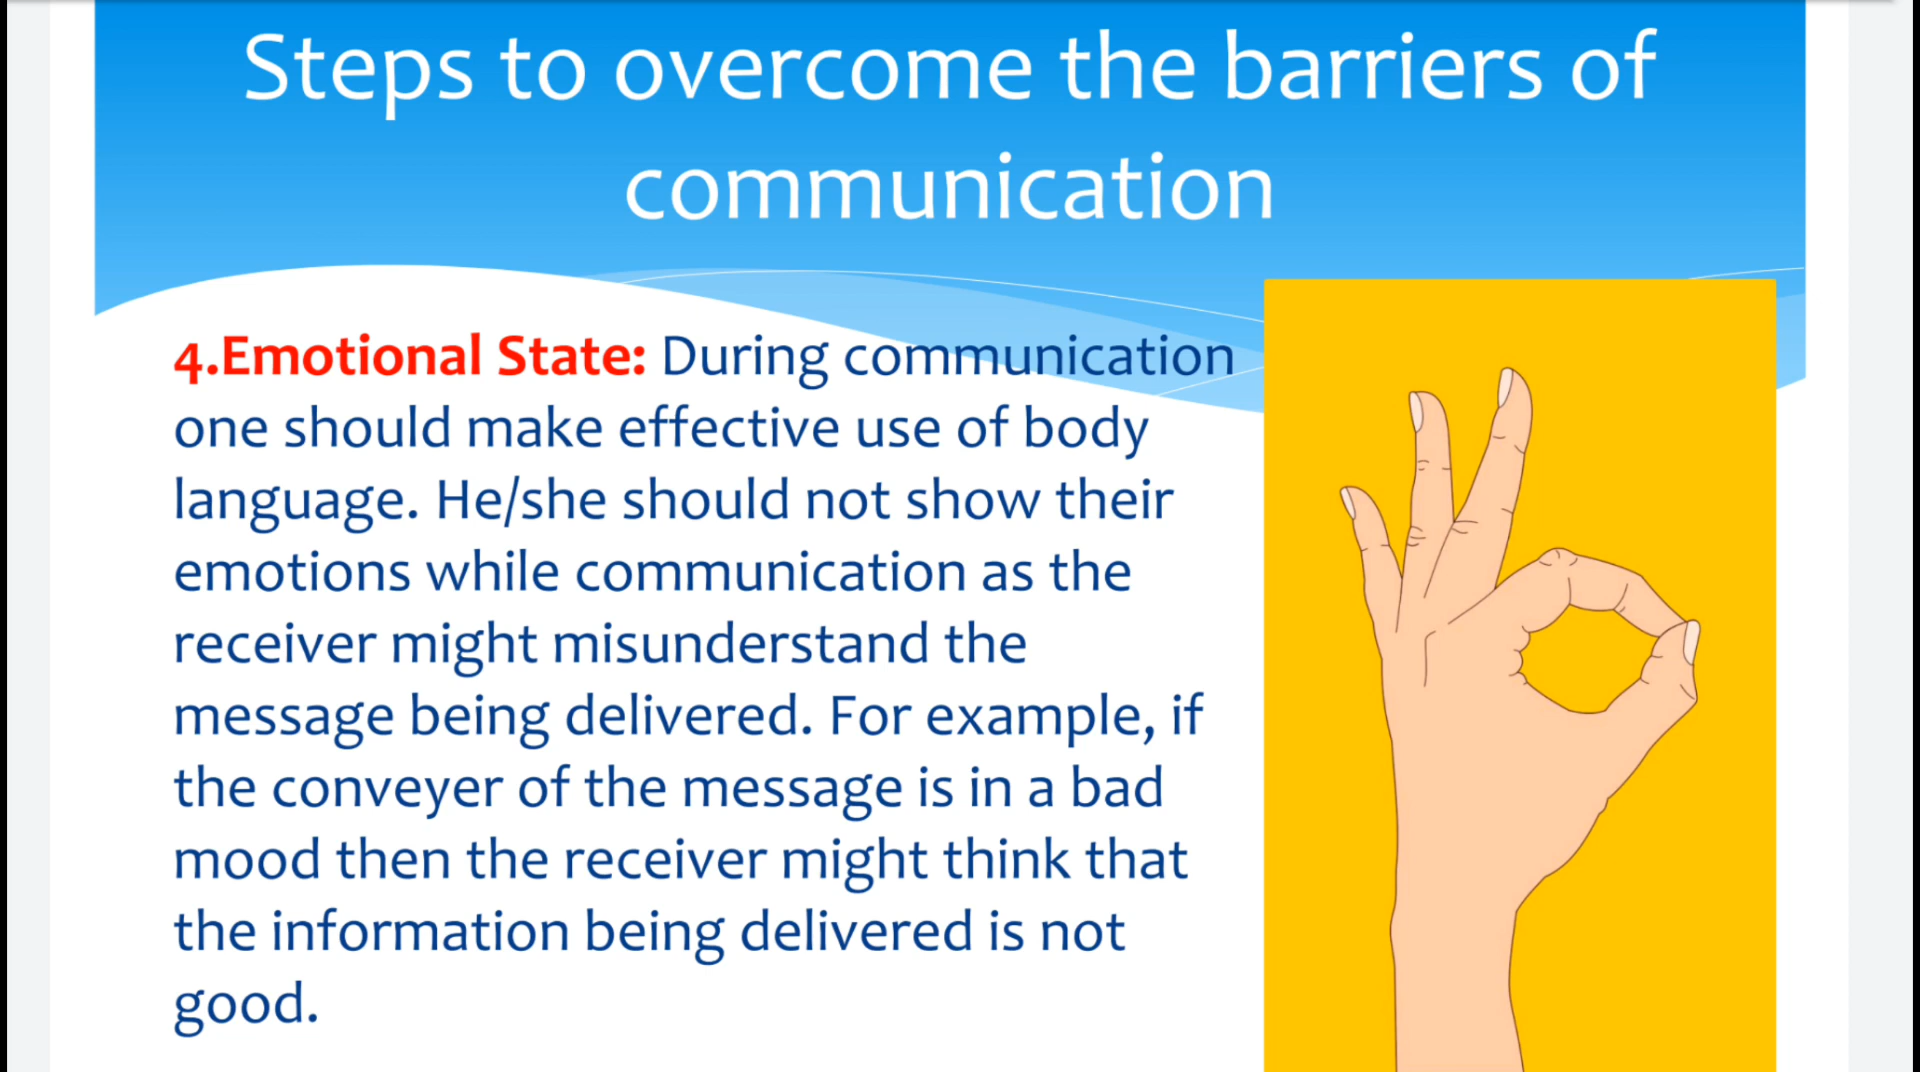 Steps to overcome the barriers of
communication
4.Emotional State: During communication
one should make effective use of body
language. He/she should not show their
emotions while communication as the
receiver might misunderstand the
message being delivered. For example, if
the conveyer of the message is in a bad
mood then the receiver might think that
the information being delivered is not
good.